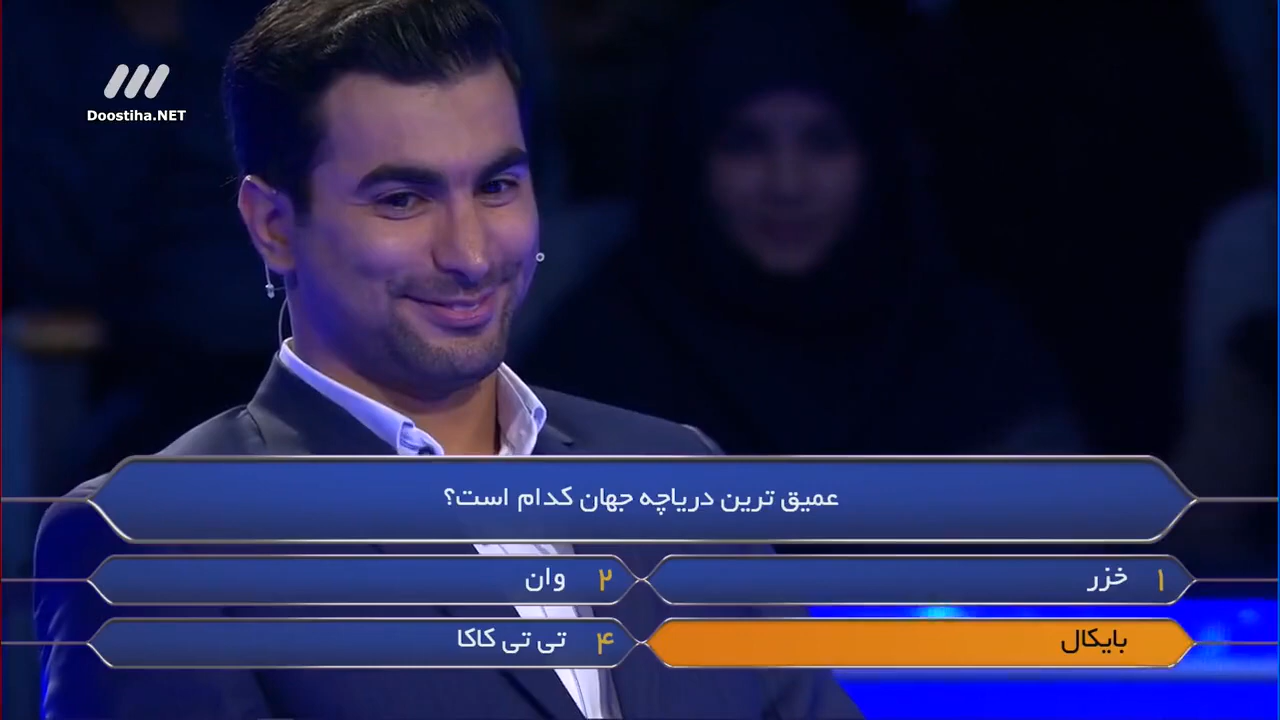 Doostiha.NET
عمیق ترین دریاچه جهان کدام است؟
۱ خزر
۲ وان
بایکال
۴ تی تی کاکا